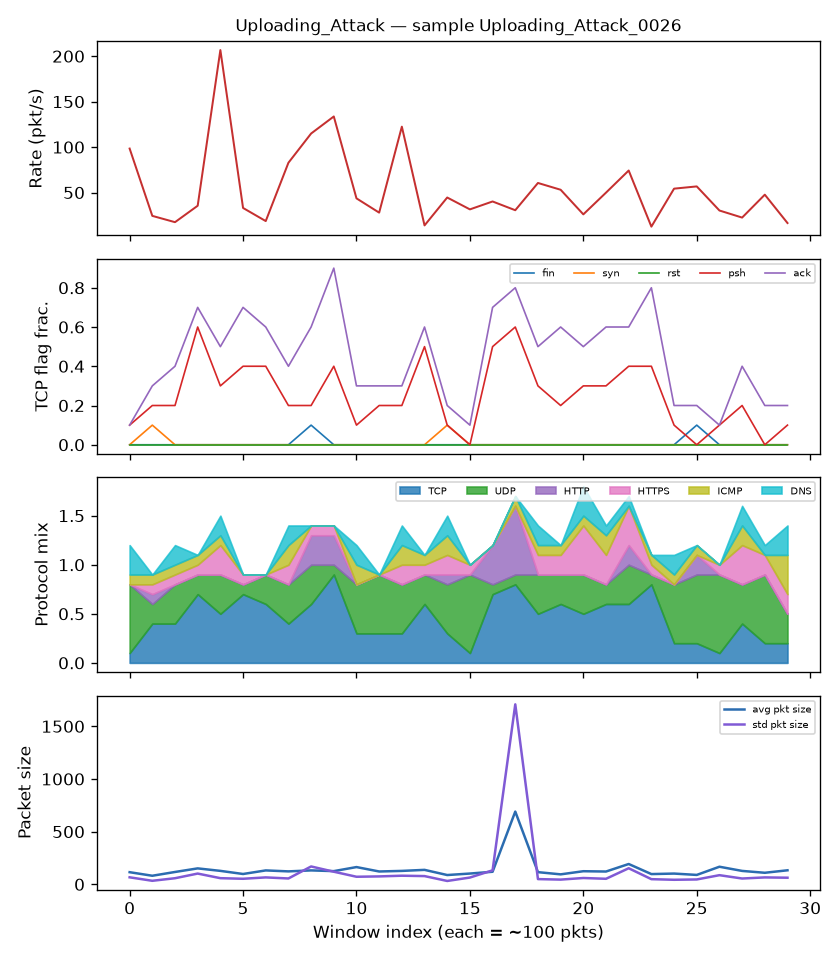 Uploading_Attack — sample Uploading_Attack_0026
Rate (pkt/s)
200
150
100
50
TCP flag frac.
0.8
0.6
0.4
0.2
0.0
fin syn rst psh ack
Protocol mix
1.5
1.0
0.5
0.0
TCP UDP HTTP HTTPS ICMP DNS
Packet size
1500
1000
500
0
avg pkt size
std pkt size
0 5 10 15 20 25 30
Window index (each = ~100 pkts)